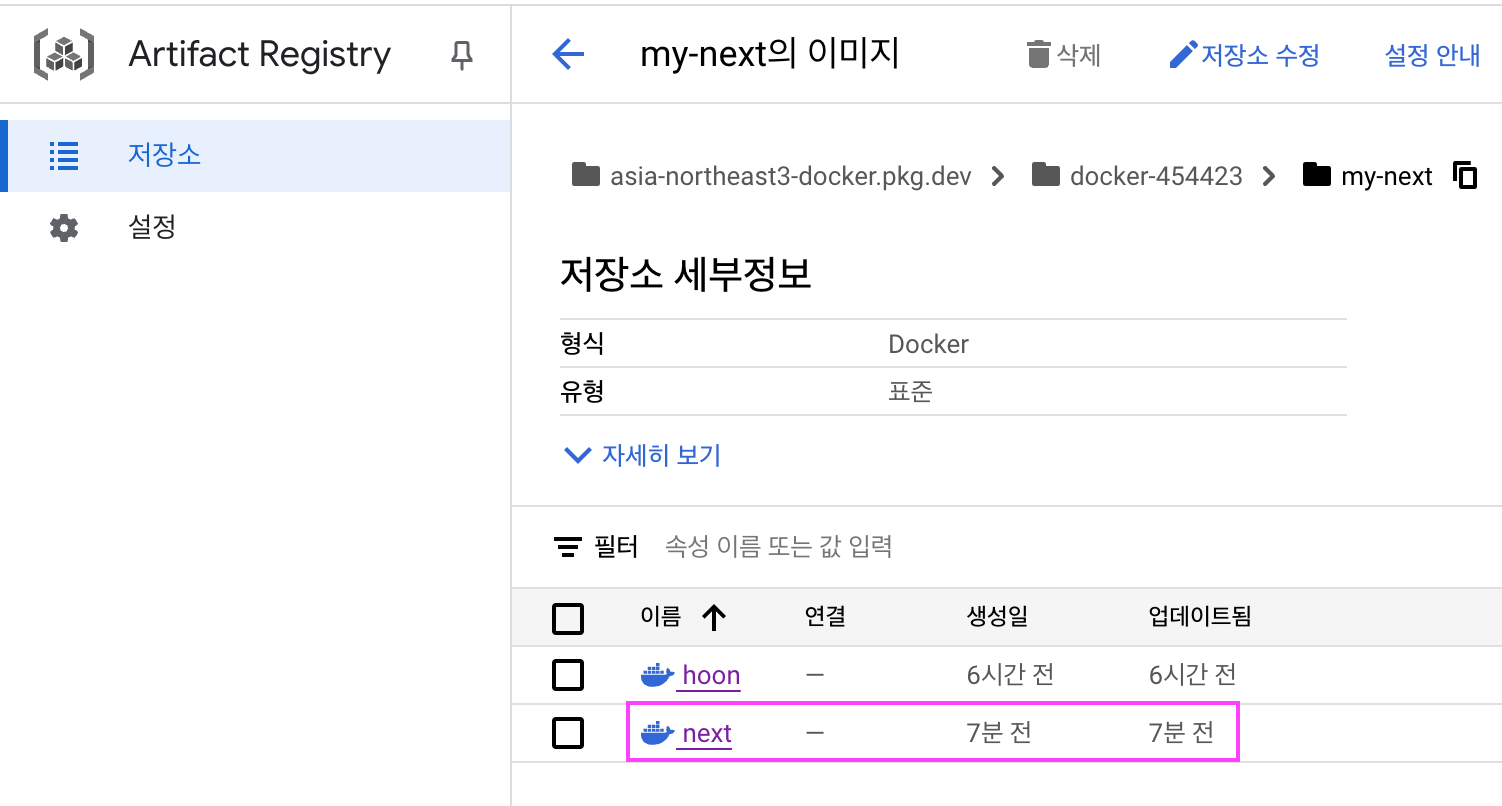 Artifact Registry
my-next의 이미지
삭제
저장소 수정
설정 안내
저장소
설정
asia-northeast3-docker.pkg.dev
docker-454423
my-next
저장소 세부정보
형식 Docker
유형 표준
자세히 보기
필터 속성 이름 또는 값 입력
이름 연결 생성일 업데이트됨
hoon — 6시간 전 6시간 전
next — 7분 전 7분 전